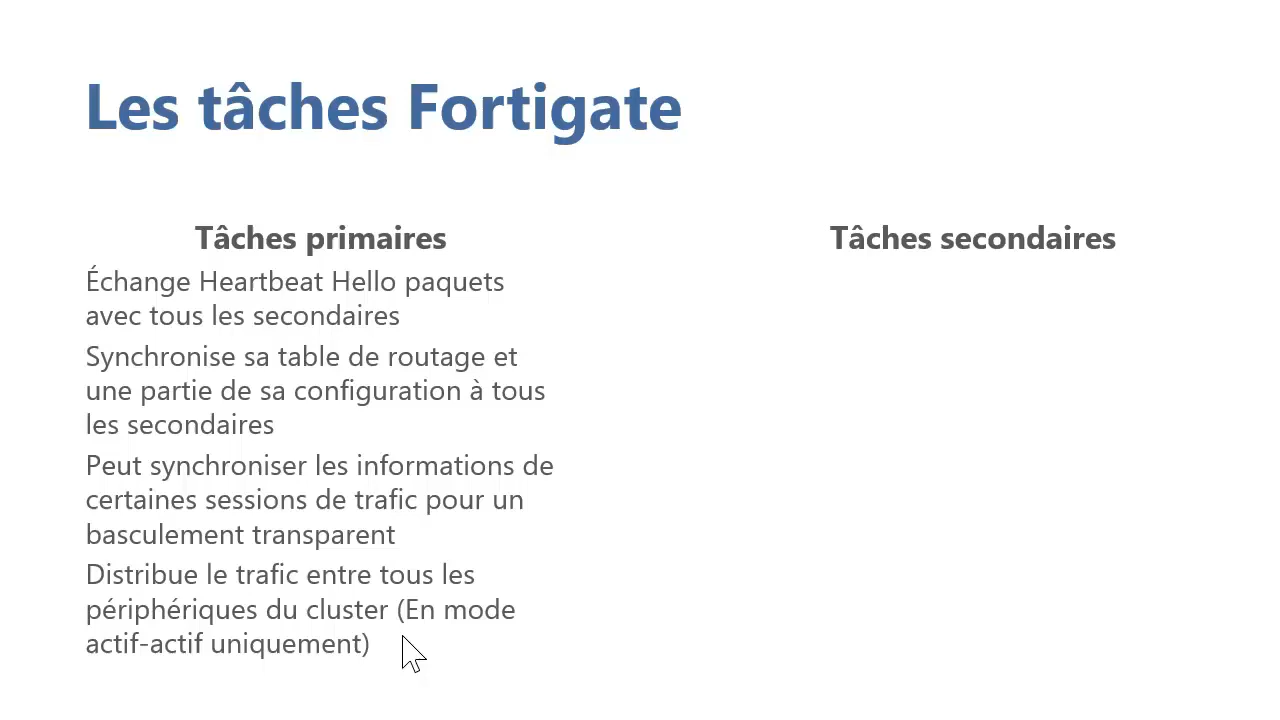 Les tâches Fortigate
Tâches primaires
Échange Heartbeat Hello paquets
avec tous les secondaires
Synchronise sa table de routage et
une partie de sa configuration à tous
les secondaires
Peut synchroniser les informations de
certaines sessions de trafic pour un
basculement transparent
Distribue le trafic entre tous les
périphériques du cluster (En mode
actif-actif uniquement)
Tâches secondaires